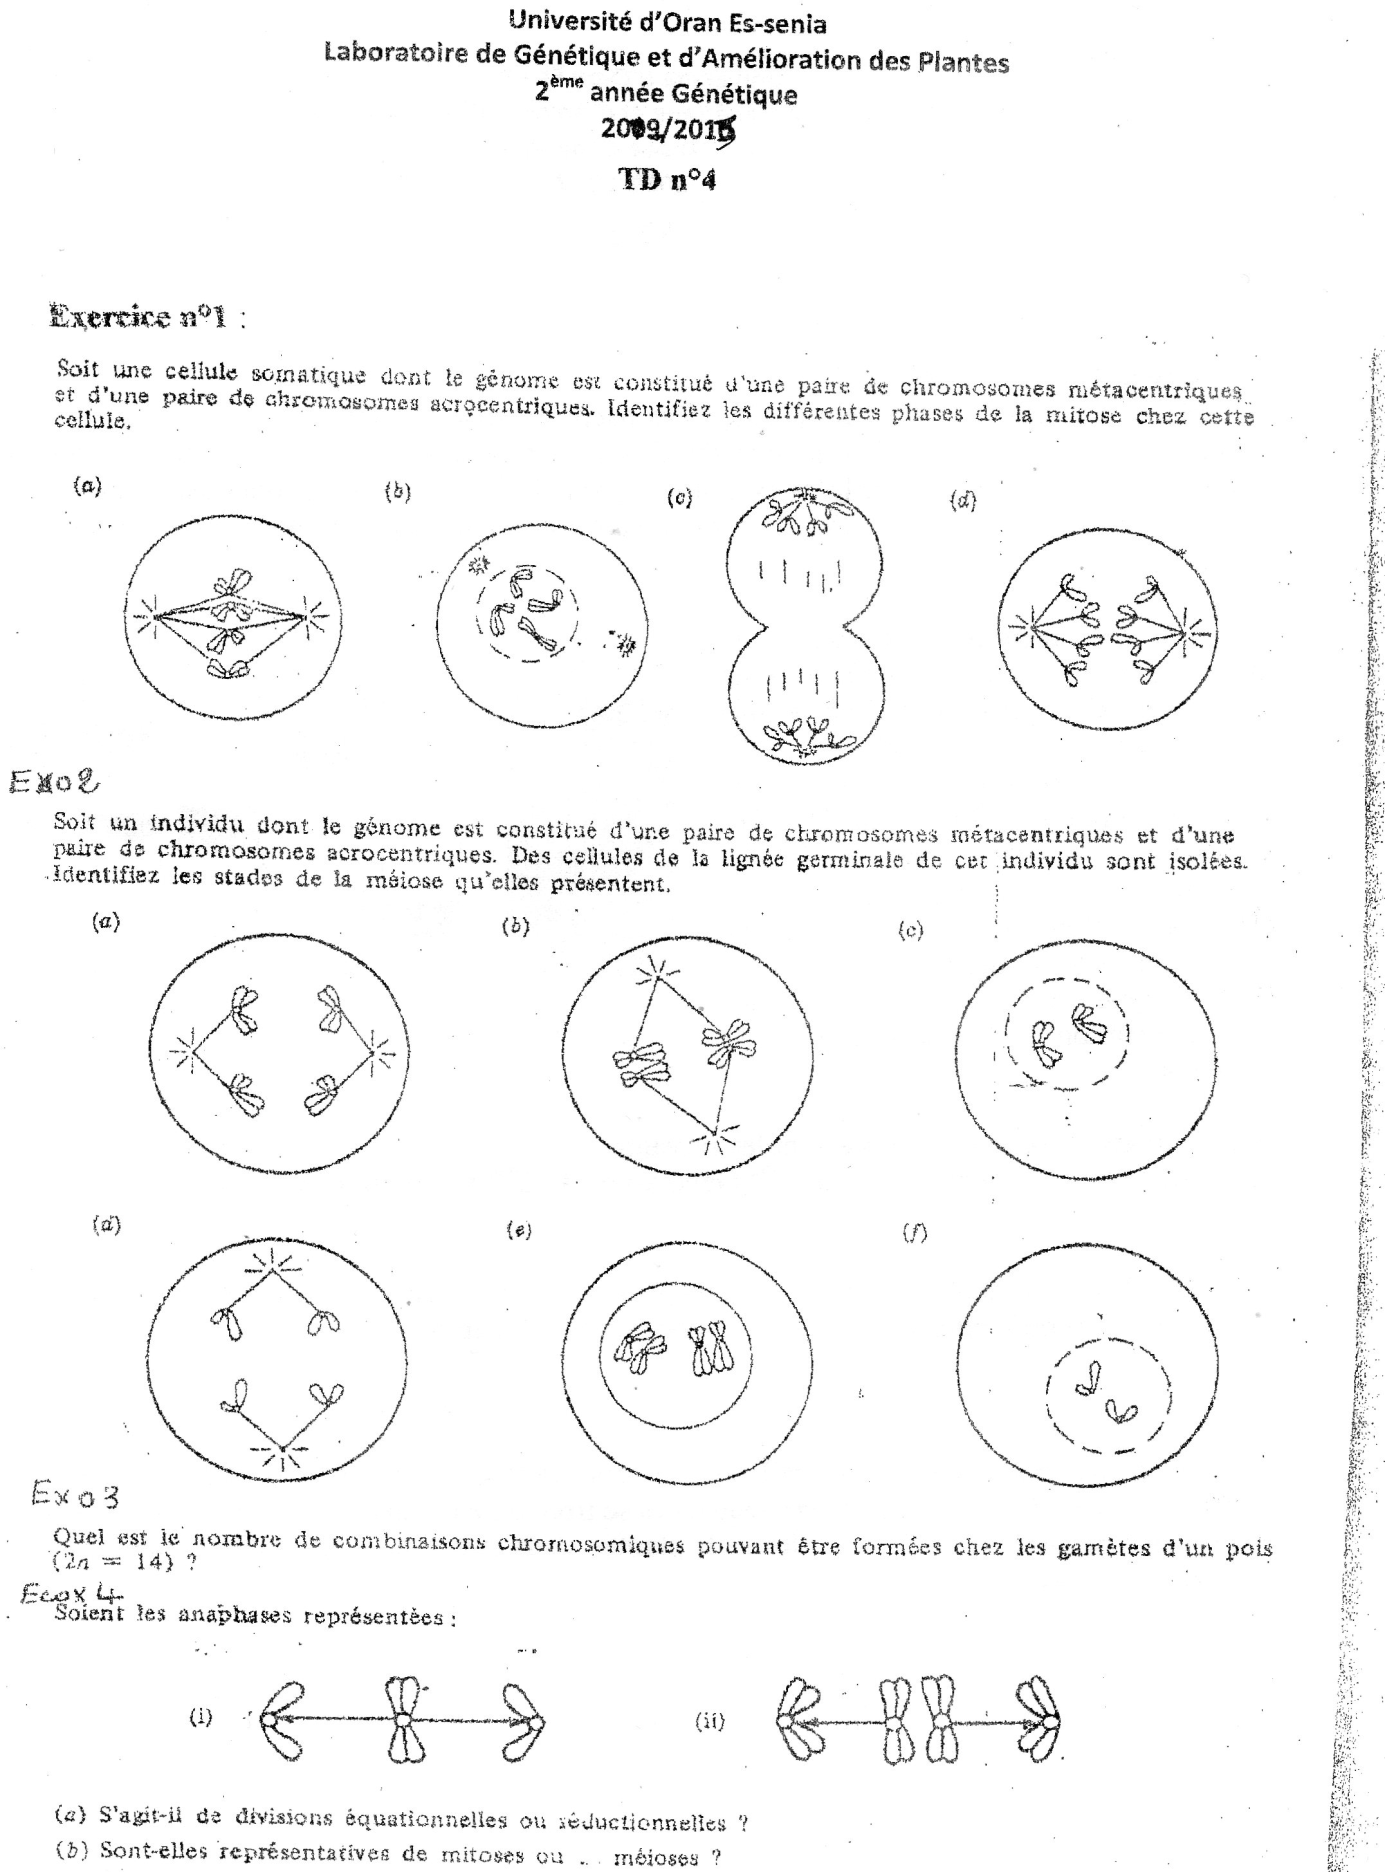 Université d'Oran Es-senia
Laboratoire de Génétique et d'Amélioration des Plantes
2ème année Génétique
TD n°4
Exercice n°1 :
Soit une cellule somatique dont le génome est constitué d'une paire de chromosomes métacentriques
et d'une paire de chromosomes acrocentriques. Identifiez les différentes phases de la mitose chez cette
cellule.
(a) (b) (c) (d)
Exo2
Soit un individu dont le génome est constitué d'une paire de chromosomes métacentriques et d'une
paire de chromosomes acrocentriques. Des cellules de la lignée germinale de cet individu sont isolées.
Identifiez les stades de la méiose qu'elles présentent.
(a) (b) (c)
(d) (e) (f)
Exo3
Quel est le nombre de combinaisons chromosomiques pouvant être formées chez les gamètes d'un pois
(2n = 14) ?
4
Soient les anaphases représentées :
(i) (ii)
(a) S'agit-il de divisions équationnelles ou réductionnelles ?
(b) Sont-elles représentatives de mitoses ou .. méioses ?